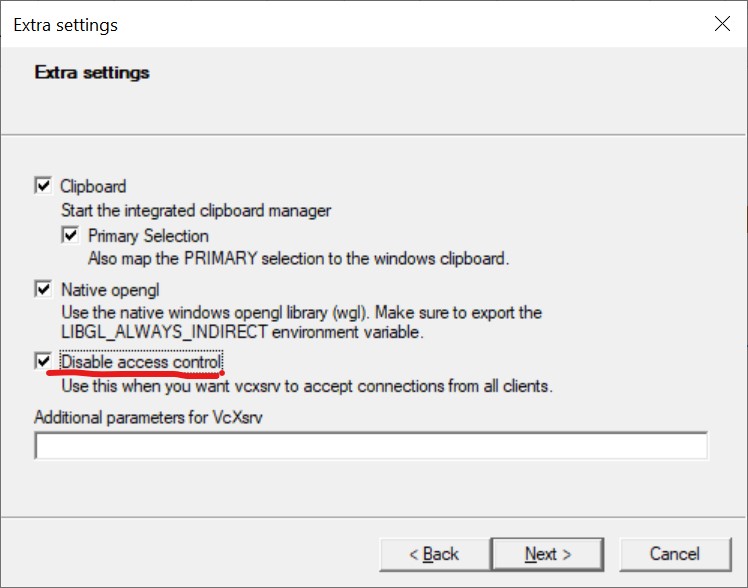 Extra settings
Extra settings
Clipboard
Start the integrated clipboard manager
Primary Selection
Also map the PRIMARY selection to the windows clipboard.
Native opengl
Use the native windows opengl library (wgl). Make sure to export the
LIBGL_ALWAYS_INDIRECT environment variable.
Disable access control
Use this when you want vcxsrv to accept connections from all clients.
Additional parameters for VcXsrv
< Back Next > Cancel